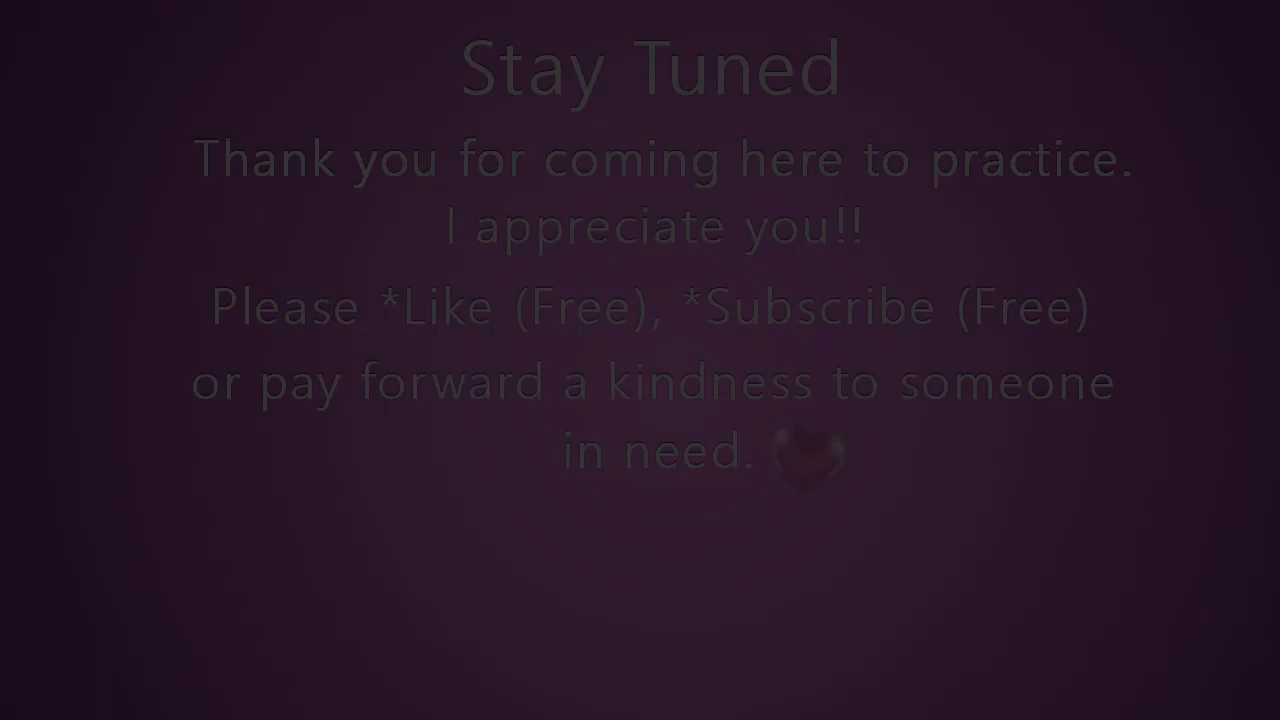 Stay Tuned
Thank you for coming here to practice.
I appreciate you!!
Please *Like (Free), *Subscribe (Free)
or pay forward a kindness to someone
in need.